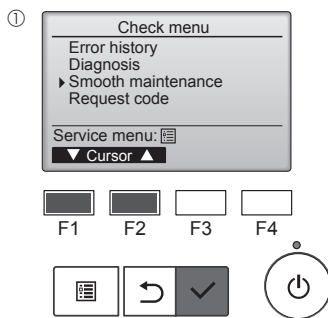 ①
Check menu
Error history
Diagnosis
Smooth maintenance
Request code
Service menu:
▼ Cursor ▲
F1 F2 F3 F4